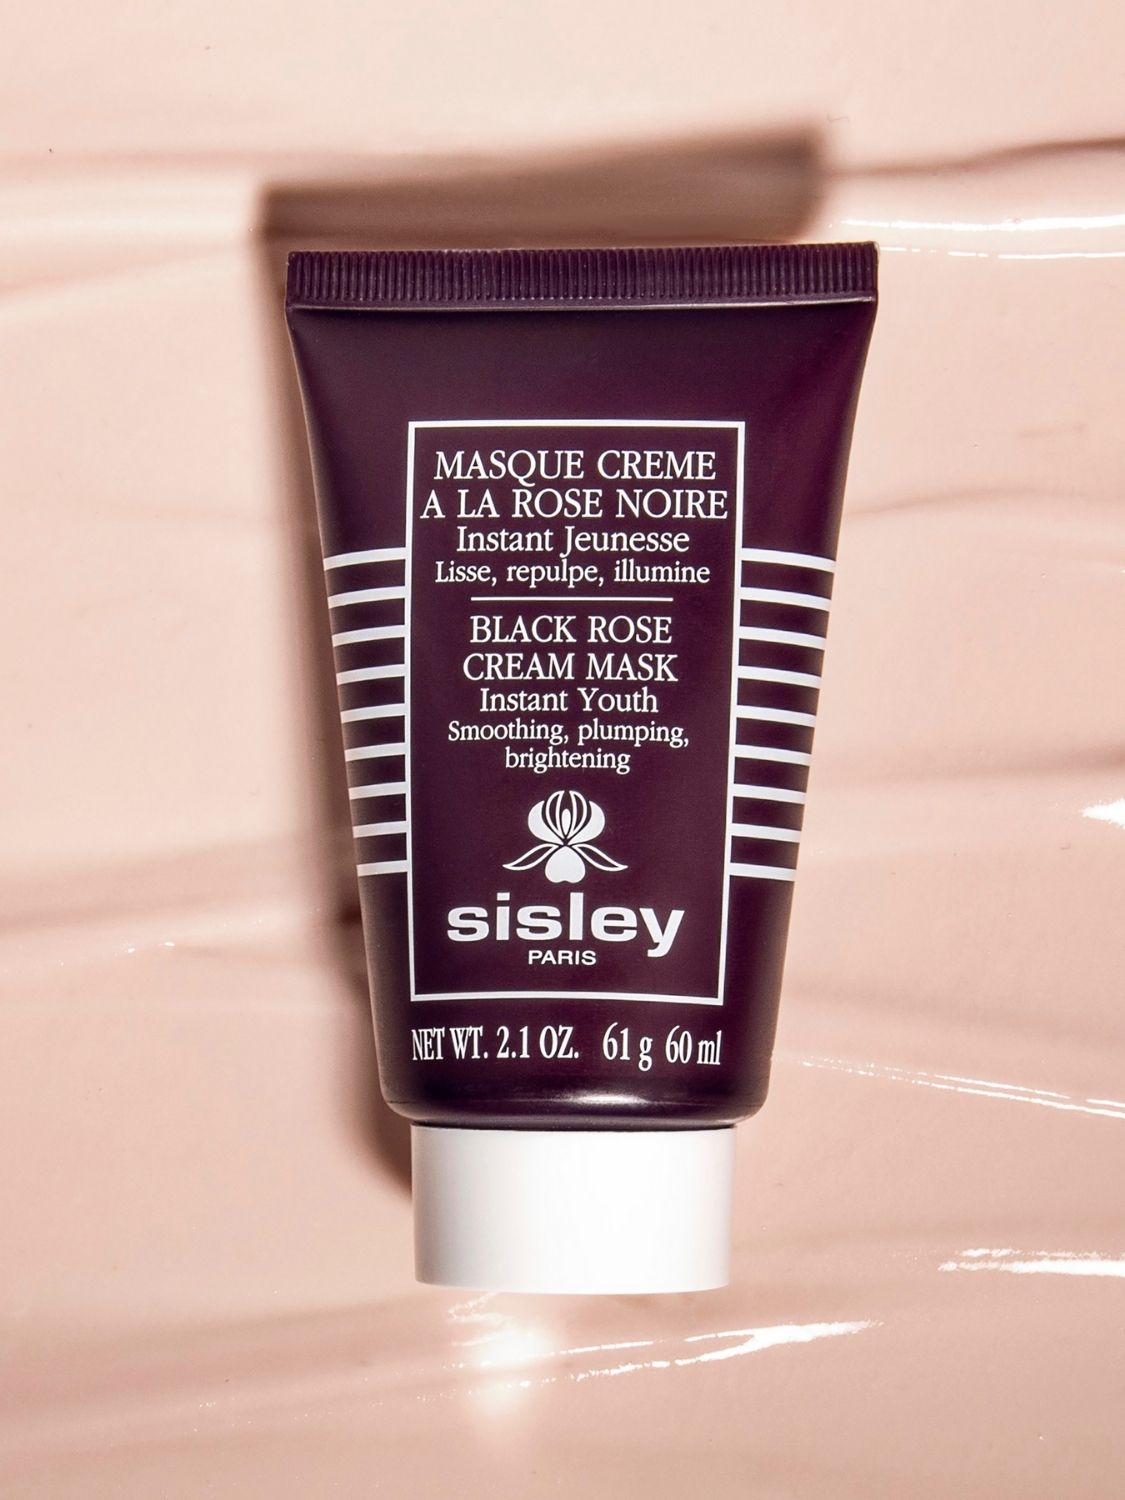 MASQUE CREME
A LA ROSE NOIRE
Instant Jeunesse
Lisse, repulpe, illumine
BLACK ROSE
CREAM MASK
Instant Youth
Smoothing, plumping,
brightening
sisley
PARIS
NET WT. 2.1 OZ. 61 g 60 ml